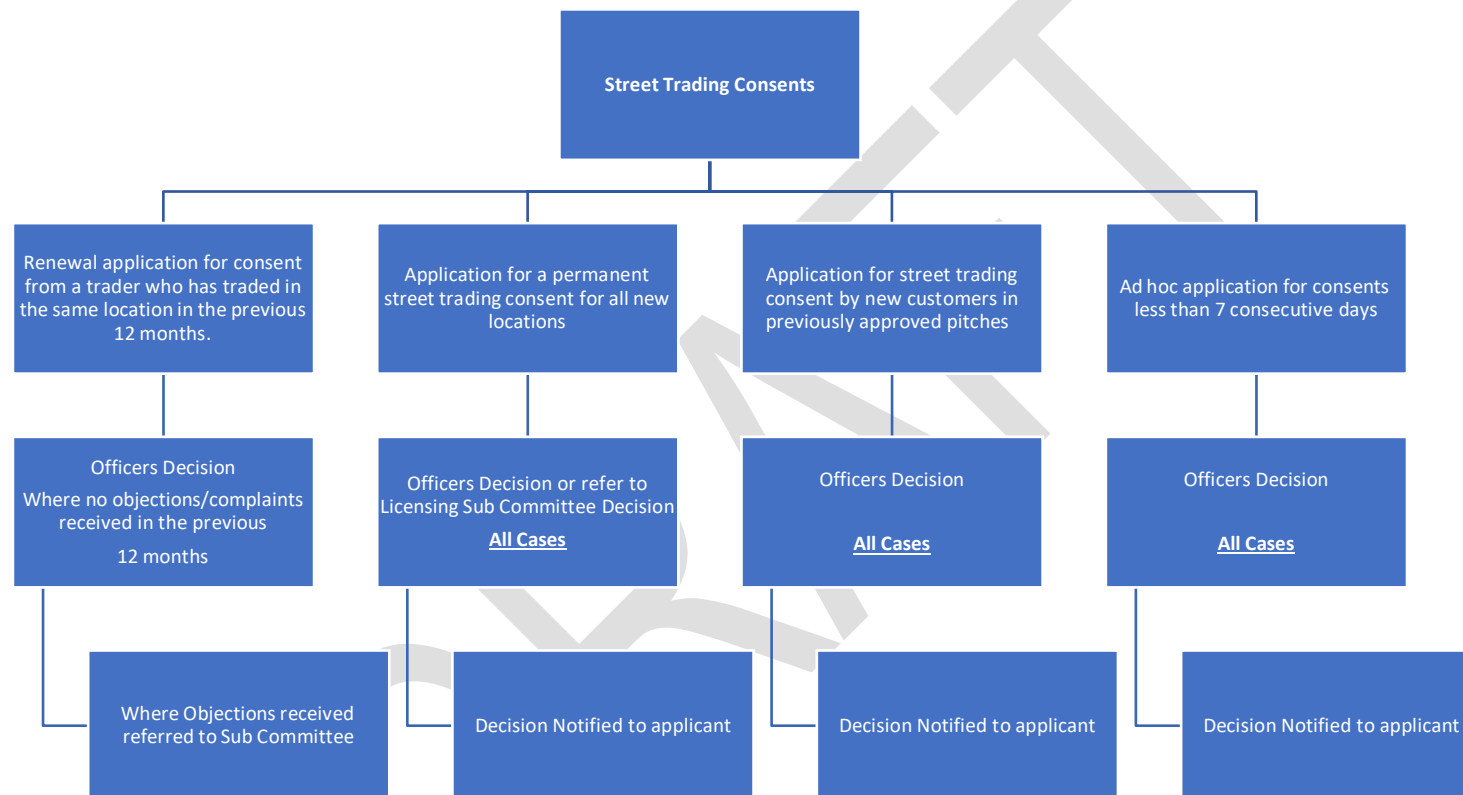 Street Trading Consents
Renewal application for consent
from a trader who has traded in
the same location in the previous
12 months.
Application for a permanent
street trading consent for all new
locations
Application for street trading
consent by new customers in
previously approved pitches
Ad hoc application for consents
less than 7 consecutive days
Officers Decision
Where no objections/complaints
received in the previous
12 months
Officers Decision or refer to
Licensing Sub Committee Decision
All Cases
Officers Decision
All Cases
Officers Decision
All Cases
Where Objections received
referred to Sub Committee
Decision Notified to applicant
Decision Notified to applicant
Decision Notified to applicant